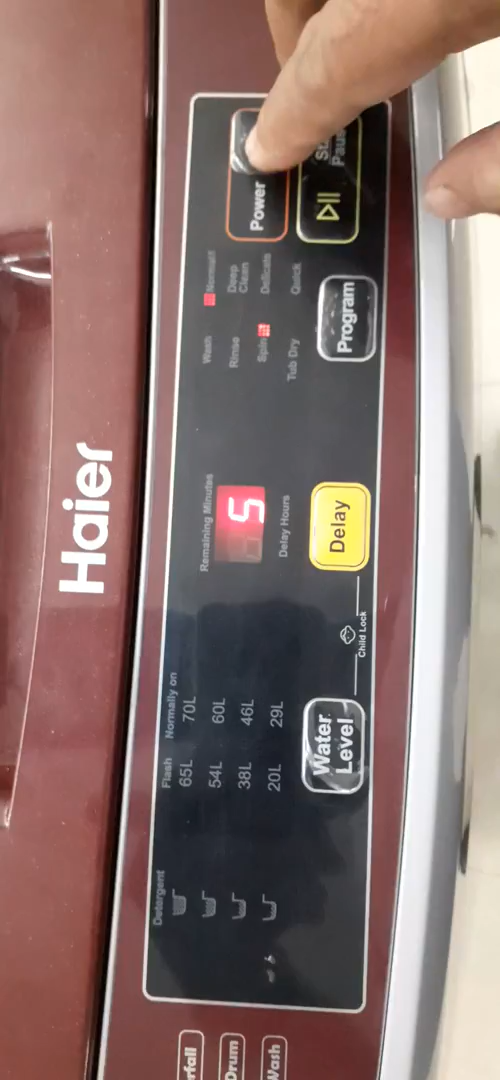 Haier
Detergent
Flash Normally on
65L 70L
54L 60L
38L 46L
20L 29L
Water
Level
Child Lock
Remaining Minutes
5
Delay Hours
Delay
Wash Normal
Rinse Deep
Clean
Spin Delicate
Tub Dry Quick
Program
Power
Pause
Drum
Wash